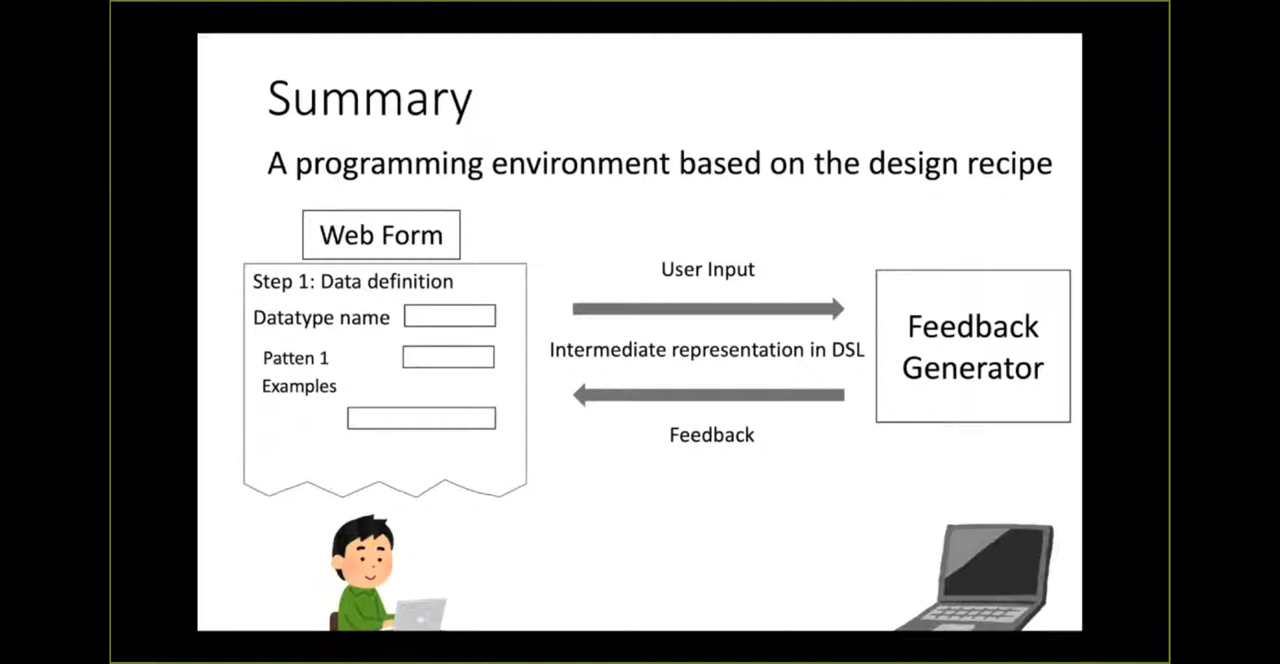 Summary
A programming environment based on the design recipe
Web Form
Step 1: Data definition
Datatype name
Patten 1
Examples
User Input
Intermediate representation in DSL
Feedback
Feedback
Generator